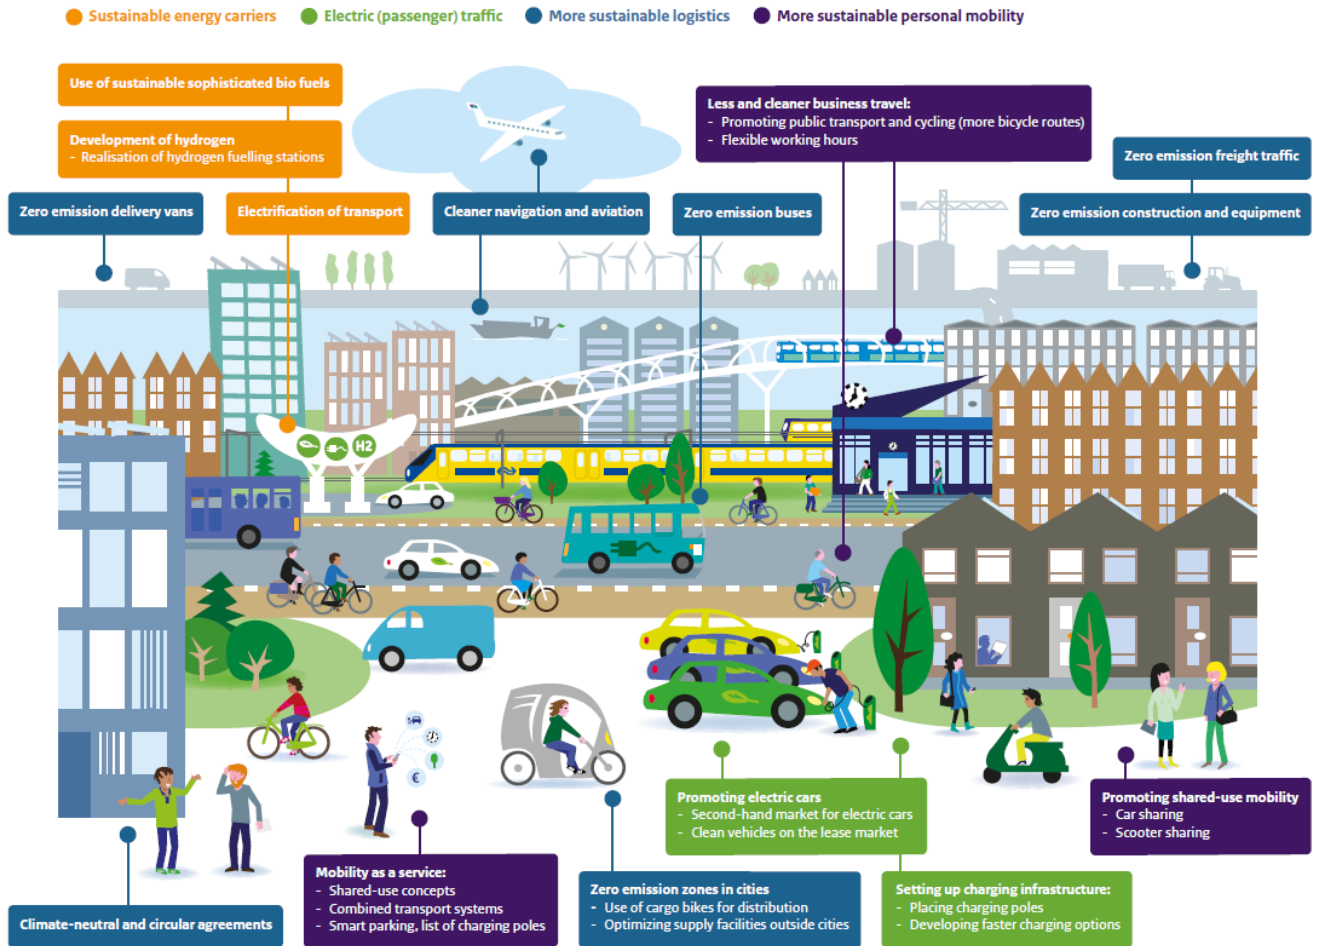 Sustainable energy carriers
Electric (passenger) traffic
More sustainable logistics
More sustainable personal mobility
Use of sustainable sophisticated bio fuels
Development of hydrogen
- Realisation of hydrogen fuelling stations
Less and cleaner business travel:
- Promoting public transport and cycling (more bicycle routes)
- Flexible working hours
Zero emission freight traffic
Zero emission delivery vans
Electrification of transport
Cleaner navigation and aviation
Zero emission buses
Zero emission construction and equipment
H2
Promoting electric cars
- Second-hand market for electric cars
- Clean vehicles on the lease market
Promoting shared-use mobility
- Car sharing
- Scooter sharing
€
Mobility as a service:
- Shared-use concepts
- Combined transport systems
- Smart parking, list of charging poles
Zero emission zones in cities
- Use of cargo bikes for distribution
- Optimizing supply facilities outside cities
Setting up charging infrastructure:
- Placing charging poles
- Developing faster charging options
Climate-neutral and circular agreements